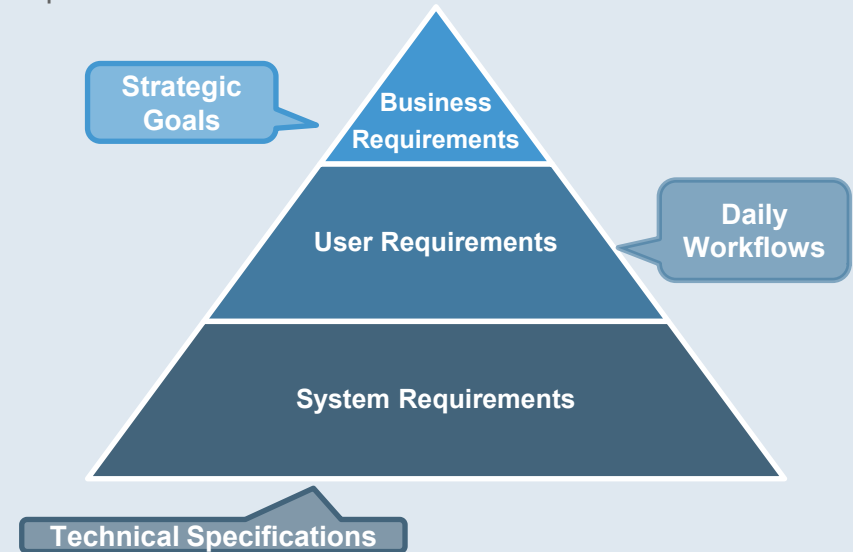 Strategic
Goals
Business
Requirements
User Requirements
Daily
Workflows
System Requirements
Technical Specifications